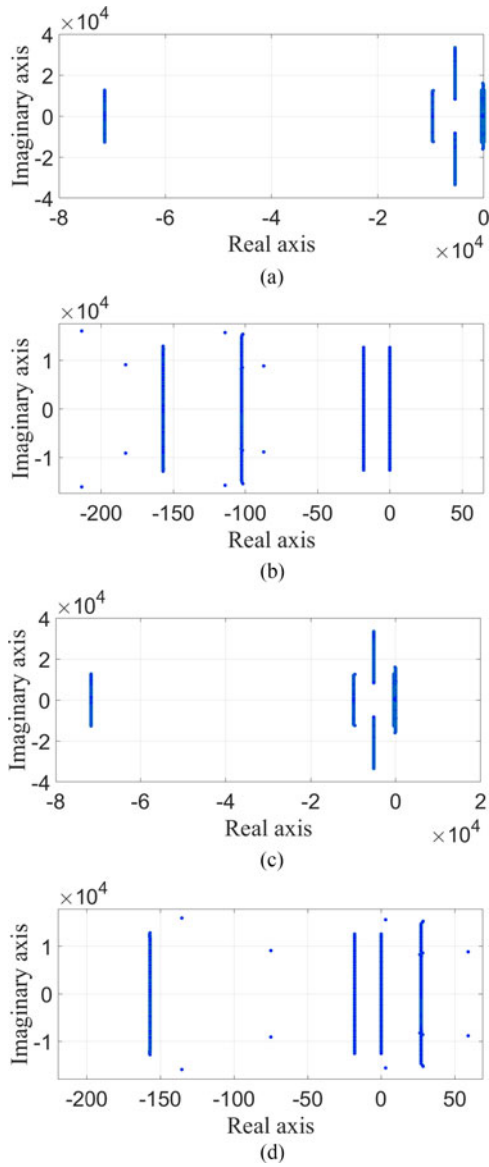 ×10⁴
4
2
0
-2
-4
Imaginary axis
-8 -6 -4 -2 0
Real axis
×10⁴
(a)
×10⁴
1
0
-1
Imaginary axis
-200 -150 -100 -50 0 50
Real axis
(b)
×10⁴
4
2
0
-2
-4
Imaginary axis
-8 -6 -4 -2 0 2
Real axis
×10⁴
(c)
×10⁴
1
0
-1
Imaginary axis
-200 -150 -100 -50 0 50
Real axis
(d)